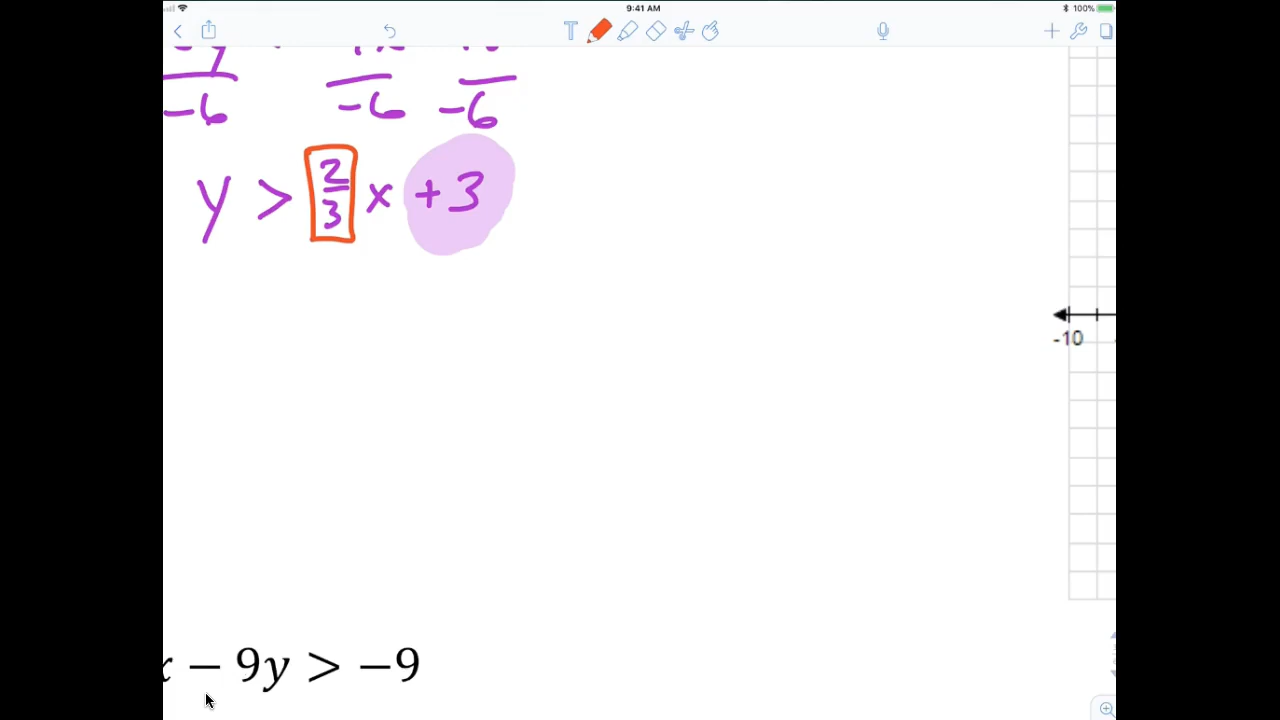 9:41 AM
100%
T
-6 -6 -6
y > 2/3 x + 3
-10
- 9y > -9